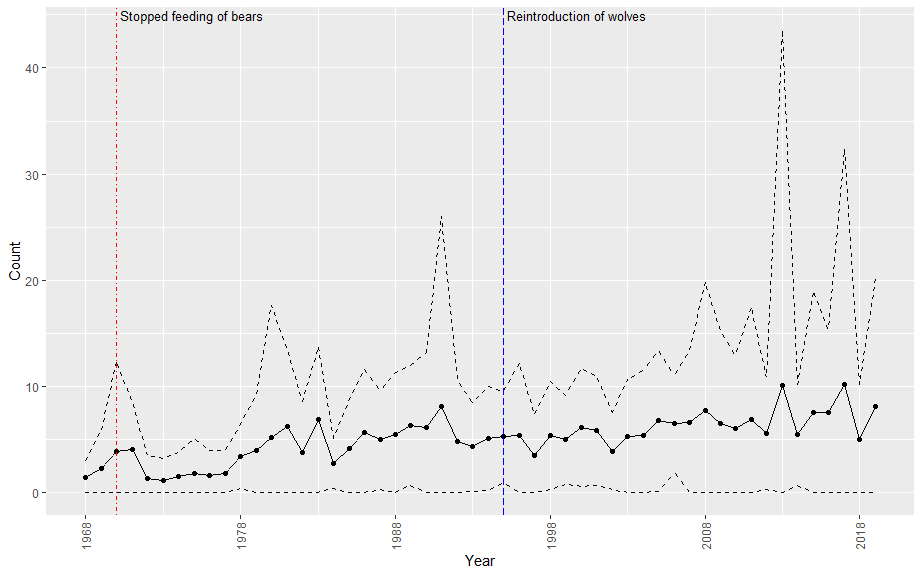 Stopped feeding of bears
Reintroduction of wolves
Count
40
30
20
10
0
1968
1978
1988
1998
2008
2018
Year